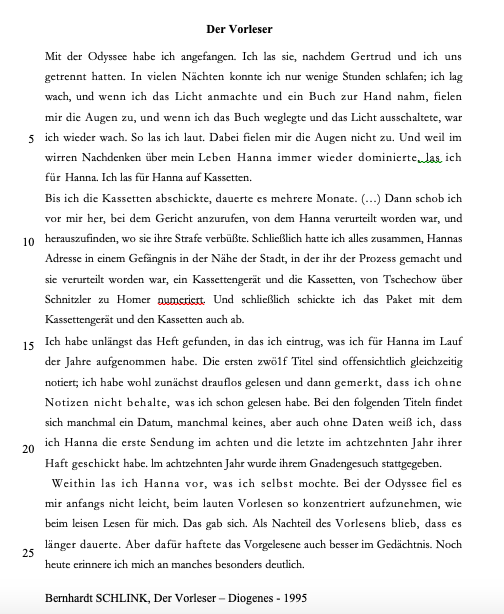 Der Vorleser
Mit der Odyssee habe ich angefangen. Ich las sie, nachdem Gertrud und ich uns
getrennt hatten. In vielen Nächten konnte ich nur wenige Stunden schlafen; ich lag
wach, und wenn ich das Licht anmachte und ein Buch zur Hand nahm, fielen
mir die Augen zu, und wenn ich das Buch weglegte und das Licht ausschaltete, war
5 ich wieder wach. So las ich laut. Dabei fielen mir die Augen nicht zu. Und weil im
wirren Nachdenken über mein Leben Hanna immer wieder dominierte, las ich
für Hanna. Ich las für Hanna auf Kassetten.
Bis ich die Kassetten abschickte, dauerte es mehrere Monate. (…) Dann schob ich
vor mir her, bei dem Gericht anzurufen, von dem Hanna verurteilt worden war, und
10 herauszufinden, wo sie ihre Strafe verbüßte. Schließlich hatte ich alles zusammen, Hannas
Adresse in einem Gefängnis in der Nähe der Stadt, in der ihr der Prozess gemacht und
sie verurteilt worden war, ein Kassettengerät und die Kassetten, von Tschechow über
Schnitzler zu Homer numeriert. Und schließlich schickte ich das Paket mit dem
Kassettengerät und den Kassetten auch ab.
15 Ich habe unlängst das Heft gefunden, in das ich eintrug, was ich für Hanna im Lauf
der Jahre aufgenommen habe. Die ersten zwölf Titel sind offensichtlich gleichzeitig
notiert; ich habe wohl zunächst drauflos gelesen und dann gemerkt, dass ich ohne
Notizen nicht behalte, was ich schon gelesen habe. Bei den folgenden Titeln findet
sich manchmal ein Datum, manchmal keines, aber auch ohne Daten weiß ich, dass
20 ich Hanna die erste Sendung im achten und die letzte im achtzehnten Jahr ihrer
Haft geschickt habe. lm achtzehnten Jahr wurde ihrem Gnadengesuch stattgegeben.
Weithin las ich Hanna vor, was ich selbst mochte. Bei der Odyssee fiel es
mir anfangs nicht leicht, beim lauten Vorlesen so konzentriert aufzunehmen, wie
beim leisen Lesen für mich. Das gab sich. Als Nachteil des Vorlesens blieb, dass es
25 länger dauerte. Aber dafür haftete das Vorgelesene auch besser im Gedächtnis. Noch
heute erinnere ich mich an manches besonders deutlich.
Bernhardt SCHLINK, Der Vorleser – Diogenes - 1995